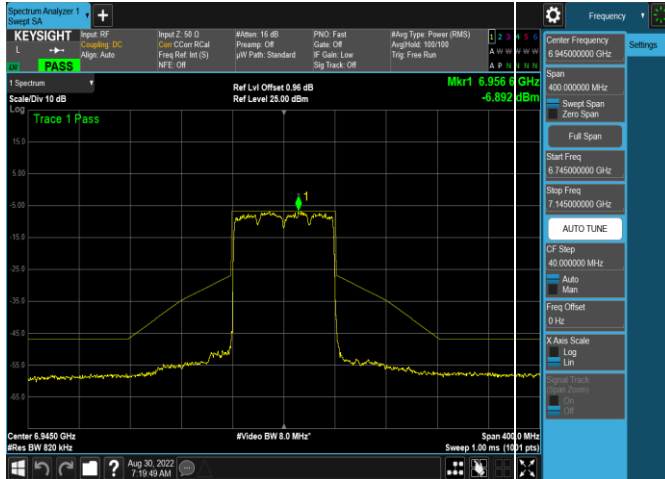 Spectrum Analyzer 1
Swept SA
+
KEYSIGHT
L
PASS
Input: RF
Coupling: DC
Align: Auto
Input Z: 50 Ω
Corr CCorr RCal
Freq Ref: Int (S)
NFE: Off
#Atten: 16 dB
Preamp: Off
µW Path: Standard
PNO: Fast
Gate: Off
IF Gain: Low
Sig Track: Off
#Avg Type: Power (RMS)
Avg|Hold: 100/100
Trig: Free Run
1 2 3 4 5 6
A W W W W W
A P N N N N
1 Spectrum
Scale/Div 10 dB
Ref Lvl Offset 0.96 dB
Ref Level 25.00 dBm
Mkr1 6.956 6 GHz
-6.892 dBm
Log
Trace 1 Pass
15.0
5.00
-5.00
-15.0
-25.0
-35.0
-45.0
-55.0
-65.0
1
Center 6.9450 GHz
#Res BW 820 kHz
#Video BW 8.0 MHz*
Span 400.0 MHz
Sweep 1.00 ms (1001 pts)
Aug 30, 2022
7:19:49 AM
Frequency
Settings
Center Frequency
6.945000000 GHz
Span
400.000000 MHz
Swept Span
Zero Span
Full Span
Start Freq
6.745000000 GHz
Stop Freq
7.145000000 GHz
AUTO TUNE
CF Step
40.000000 MHz
Auto
Man
Freq Offset
0 Hz
X Axis Scale
Log
Lin
Signal Track
(Span Zoom)
On
Off